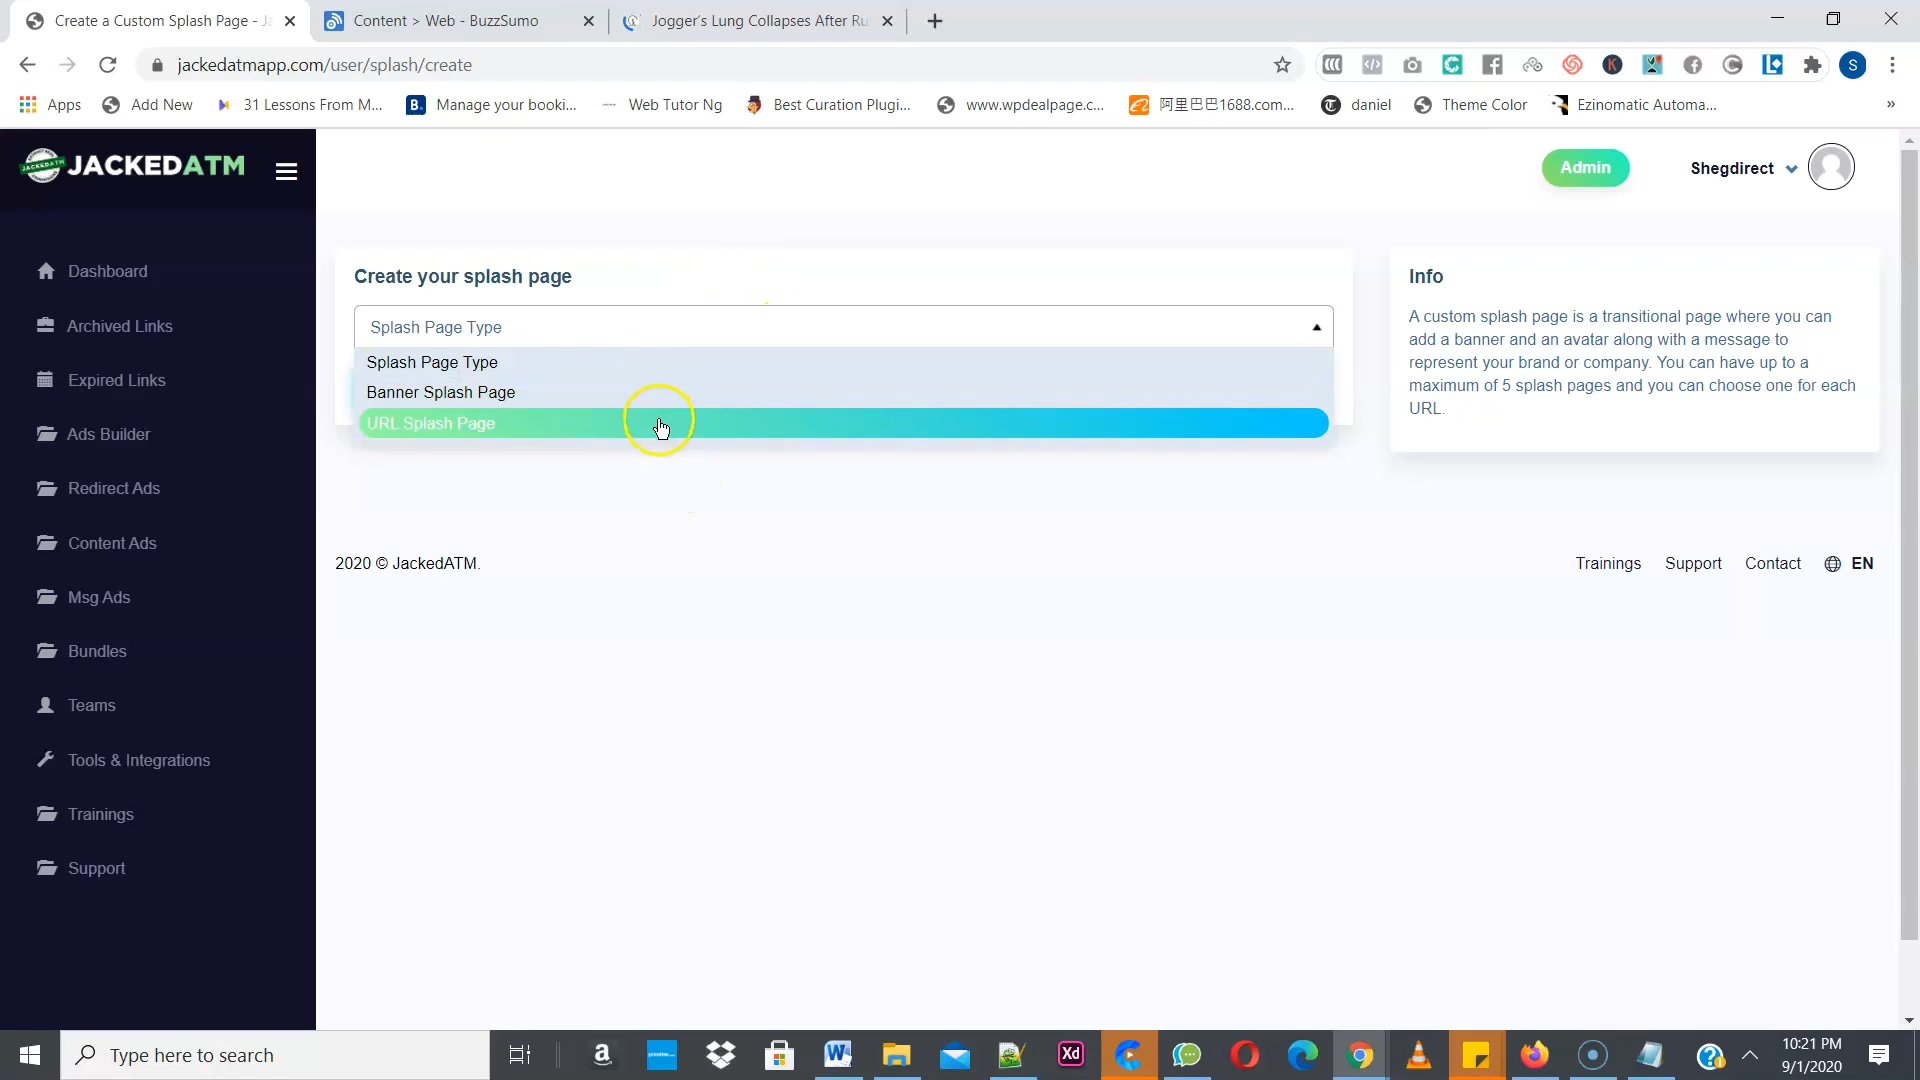 Create a Custom Splash Page - Ja
Content > Web - BuzzSumo
Jogger's Lung Collapses After Ru
jackedatmapp.com/user/splash/create
S
Apps
Add New
31 Lessons From M...
B.
Manage your booki...
Web Tutor Ng
Best Curation Plugi...
www.wpdealpage.c...
阿里巴巴1688.com...
daniel
Theme Color
Ezinomatic Automa...
»
JACKEDATM
Admin
Shegdirect
Dashboard
Archived Links
Expired Links
Ads Builder
Redirect Ads
Content Ads
Msg Ads
Bundles
Teams
Tools & Integrations
Trainings
Support
Create your splash page
Splash Page Type
Splash Page Type
Banner Splash Page
URL Splash Page
Info
A custom splash page is a transitional page where you can
add a banner and an avatar along with a message to
represent your brand or company. You can have up to a
maximum of 5 splash pages and you can choose one for each
URL.
2020 © JackedATM.
Trainings
Support
Contact
EN
Type here to search
Xd
10:21 PM
9/1/2020